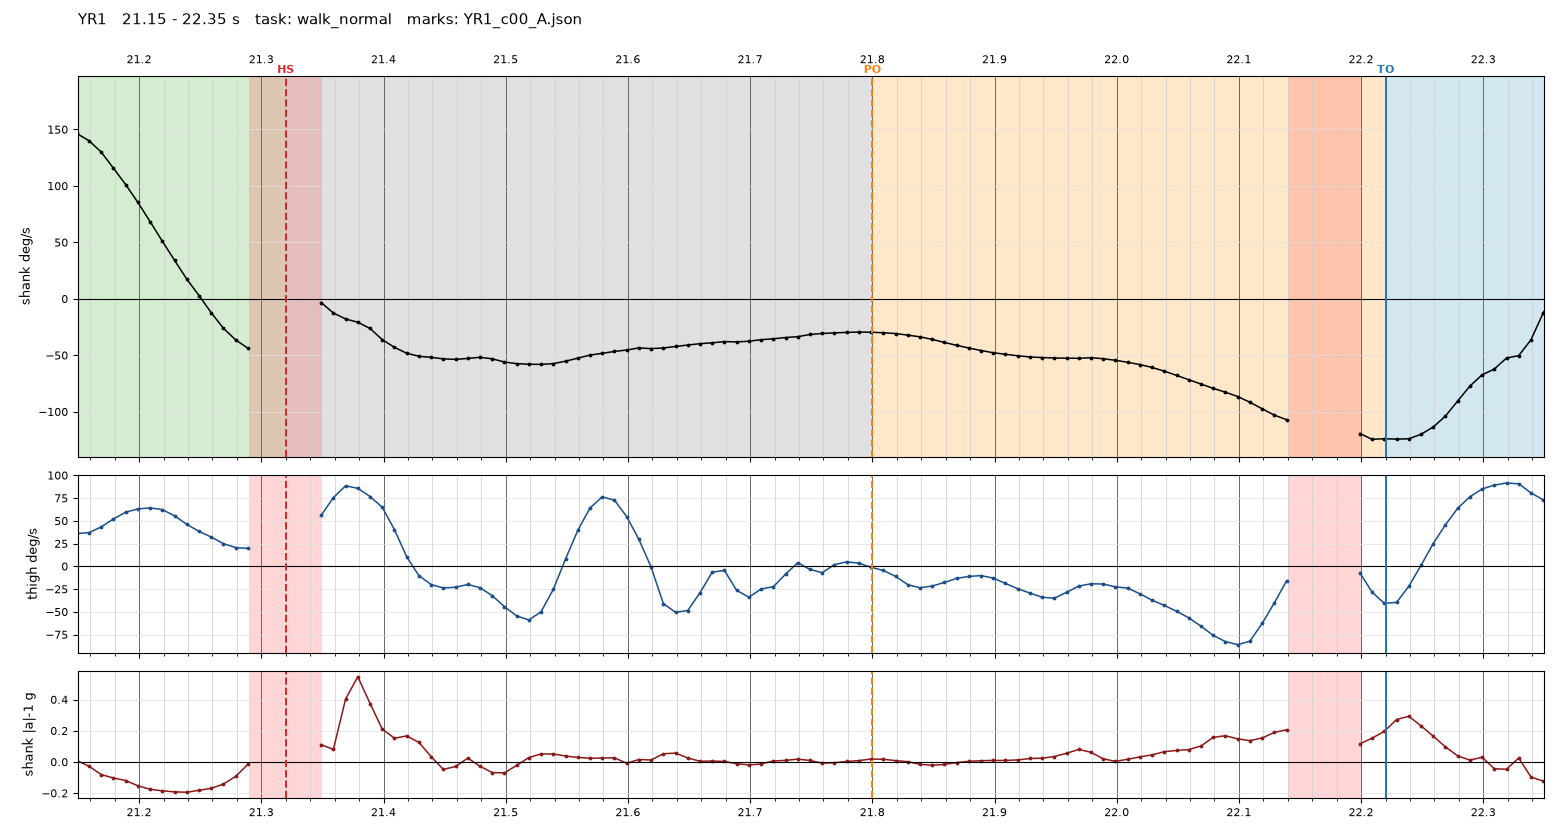 YR1   21.15 - 22.35 s   task: walk_normal   marks: YR1_c00_A.json
21.2 21.3 21.4 21.5 21.6 21.7 21.8 21.9 22.0 22.1 22.2 22.3
HS PO TO
shank deg/s
150
100
50
0
−50
−100
thigh deg/s
100
75
50
25
0
−25
−50
−75
shank |a|-1 g
0.4
0.2
0.0
−0.2
21.2 21.3 21.4 21.5 21.6 21.7 21.8 21.9 22.0 22.1 22.2 22.3